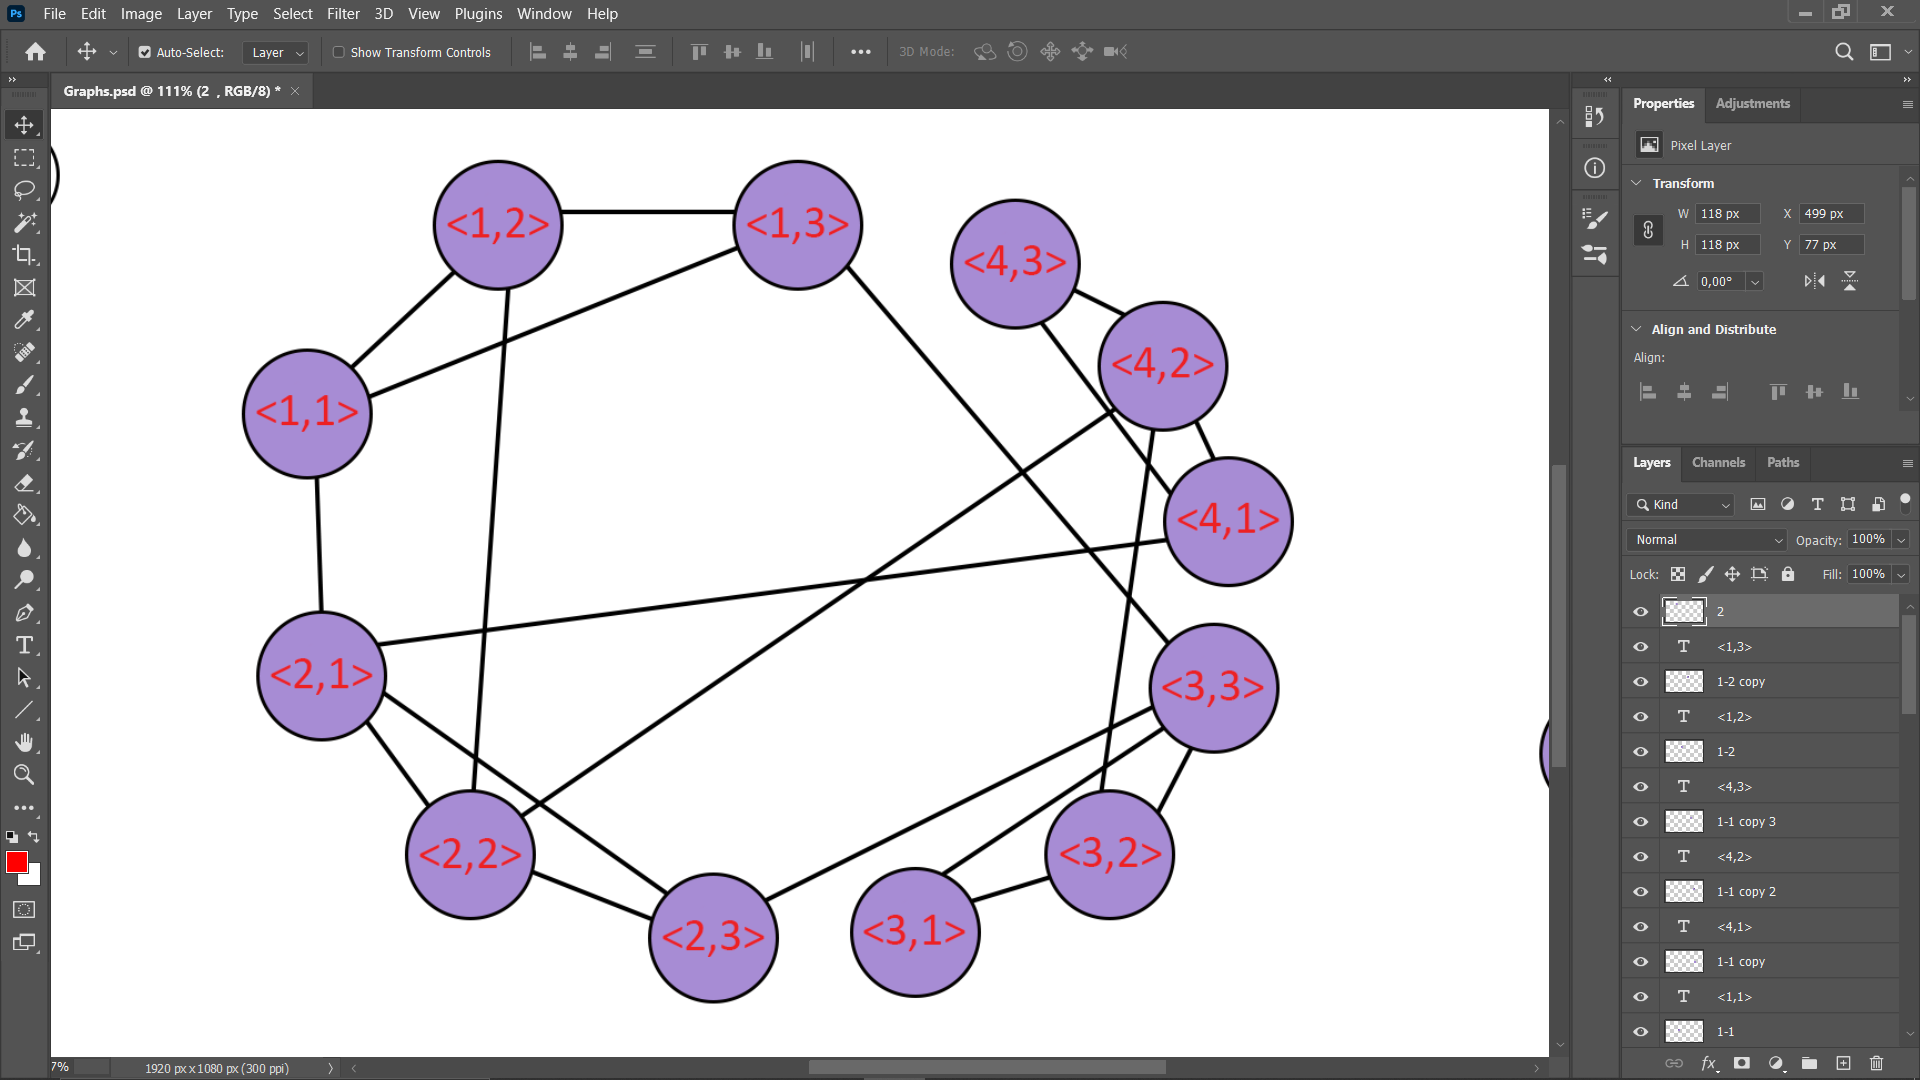 Ps File Edit Image Layer Type Select Filter 3D View Plugins Window Help
Auto-Select: Layer Show Transform Controls 3D Mode:
Graphs.psd @ 111% (2 , RGB/8) *
<1,2>
<1,3>
<4,3>
<4,2>
<1,1>
<4,1>
<2,1>
<3,3>
<2,2>
<3,2>
<2,3>
<3,1>
7% 1920 px x 1080 px (300 ppi)
Properties Adjustments
Pixel Layer
Transform
W 118 px X 499 px
H 118 px Y 77 px
0,00°
Align and Distribute
Align:
Layers Channels Paths
Kind
Normal Opacity: 100%
Lock: Fill: 100%
2
T <1,3>
1-2 copy
T <1,2>
1-2
T <4,3>
1-1 copy 3
T <4,2>
1-1 copy 2
T <4,1>
1-1 copy
T <1,1>
1-1
fx